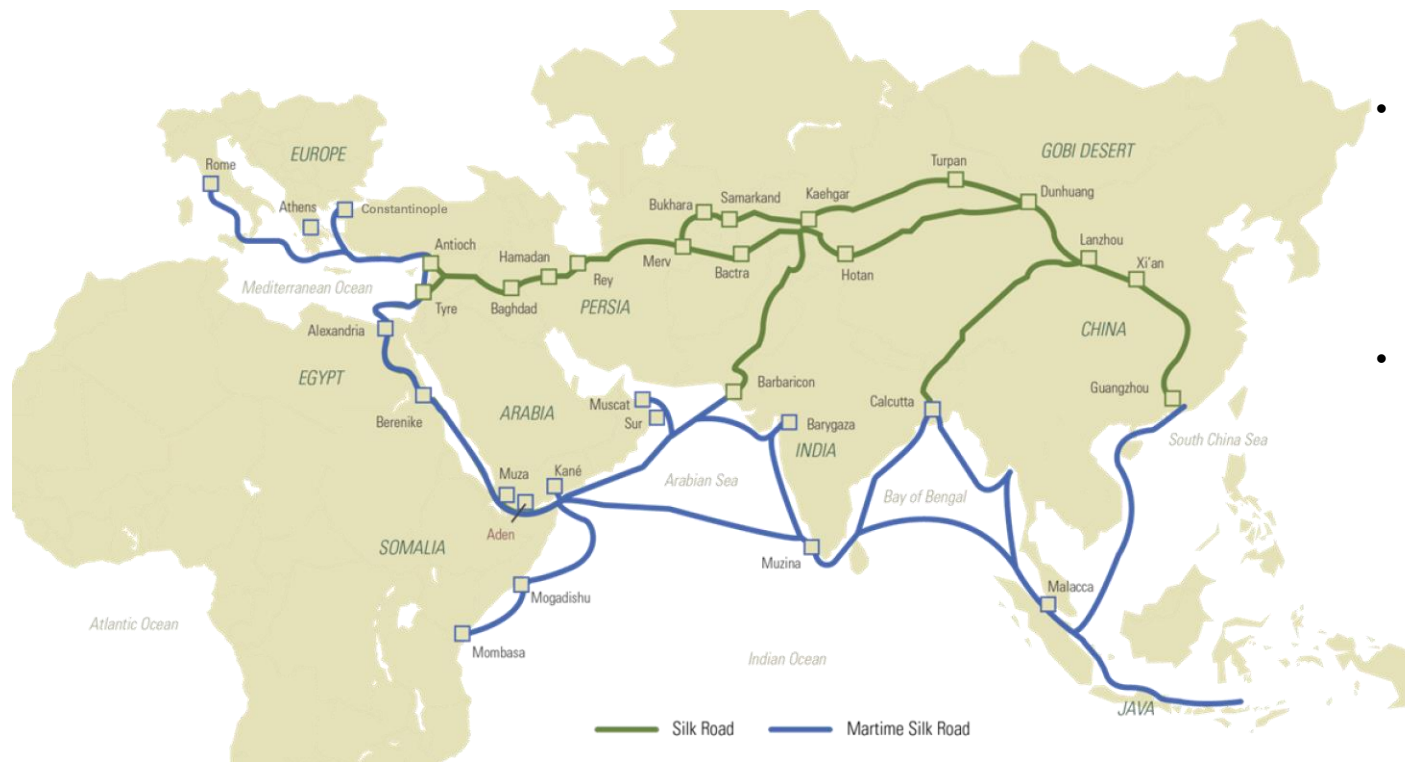 Rome
EUROPE
Athens
Constantinople
Antioch
Mediterranean Ocean
Tyre
Alexandria
EGYPT
Berenike
Hamadan
Baghdad
Rey
PERSIA
Merv
Bukhara
Samarkand
Bactra
Kaehgar
Hotan
Turpan
GOBI DESERT
Dunhuang
Lanzhou
Xi'an
CHINA
Guangzhou
South China Sea
ARABIA
Muscat
Sur
Barbaricon
Barygaza
INDIA
Calcutta
Muza
Kané
Aden
Arabian Sea
Bay of Bengal
SOMALIA
Muzina
Mogadishu
Mombasa
Malacca
Atlantic Ocean
Indian Ocean
JAVA
Silk Road
Martime Silk Road